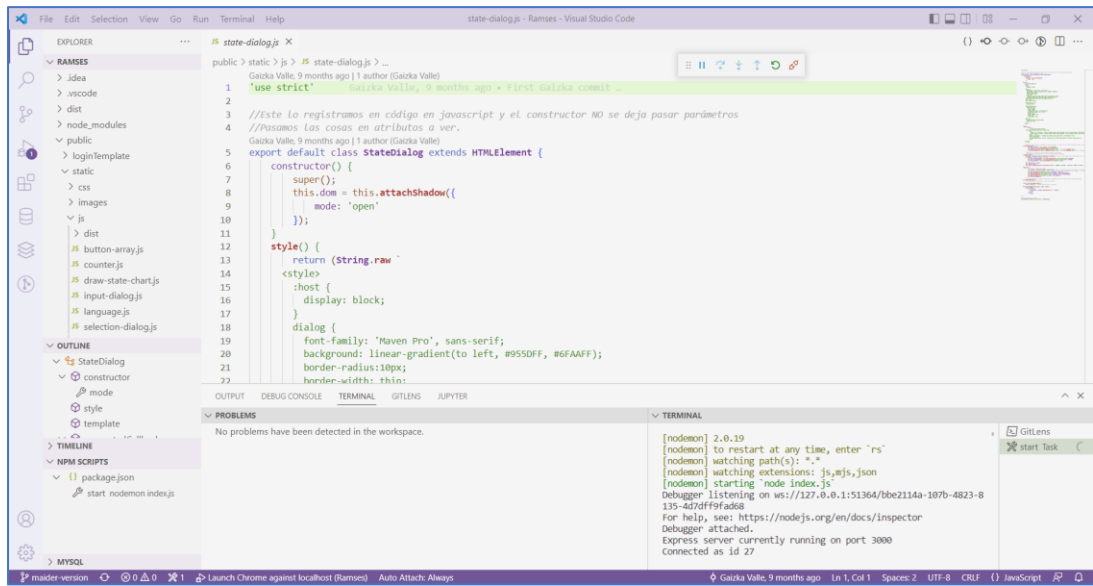 File Edit Selection View Go Run Terminal Help
state-dialog.js - Ramses - Visual Studio Code
EXPLORER
RAMSES
.idea
.vscode
dist
node_modules
public
loginTemplate
static
css
images
js
dist
JS button-array.js
JS counter.js
JS draw-state-chart.js
JS input-dialog.js
JS language.js
JS selection-dialog.js
OUTLINE
StateDialog
constructor
mode
style
template
TIMELINE
NPM SCRIPTS
{} package.json
start nodemon index.js
MYSQL
JS state-dialog.js
public > static > js > JS state-dialog.js > ...
Gaizka Valle, 9 months ago | 1 author (Gaizka Valle)
1 'use strict' Gaizka Valle, 9 months ago • First Gaizka commit …
2
3 //Este lo registramos en código en javascript y el constructor NO se deja pasar parámetros
4 //Pasamos las cosas en atributos a ver.
Gaizka Valle, 9 months ago | 1 author (Gaizka Valle)
5 export default class StateDialog extends HTMLElement {
6 constructor() {
7 super();
8 this.dom = this.attachShadow({
9 mode: 'open'
10 });
11 }
12 style() {
13 return (String.raw `
14 <style>
15 :host {
16 display: block;
17 }
18 dialog {
19 font-family: 'Maven Pro', sans-serif;
20 background: linear-gradient(to left, #955DFF, #6FAAFF);
21 border-radius:10px;
22 border-width: thin;
OUTPUT DEBUG CONSOLE TERMINAL GITLENS JUPYTER
PROBLEMS
No problems have been detected in the workspace.
TERMINAL
[nodemon] 2.0.19
[nodemon] to restart at any time, enter `rs`
[nodemon] watching path(s): *.*
[nodemon] watching extensions: js,mjs,json
[nodemon] starting `node index.js`
Debugger listening on ws://127.0.0.1:51364/bbe2114a-107b-4823-8
135-4d7dff9fad68
For help, see: https://nodejs.org/en/docs/inspector
Debugger attached.
Express server currently running on port 3000
Connected as id 27
GitLens
start Task
maider-version 0 0 1 Launch Chrome against localhost (Ramses) Auto Attach: Always
Gaizka Valle, 9 months ago Ln 1, Col 1 Spaces: 2 UTF-8 CRLF {} JavaScript